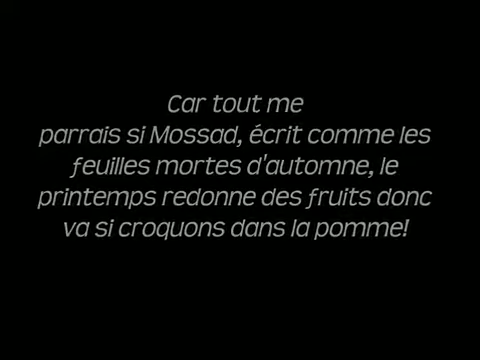 Car tout me
parrais si Mossad, écrit comme les
feuilles mortes d'automne, le
printemps redonne des fruits donc
va si croquons dans la pomme!